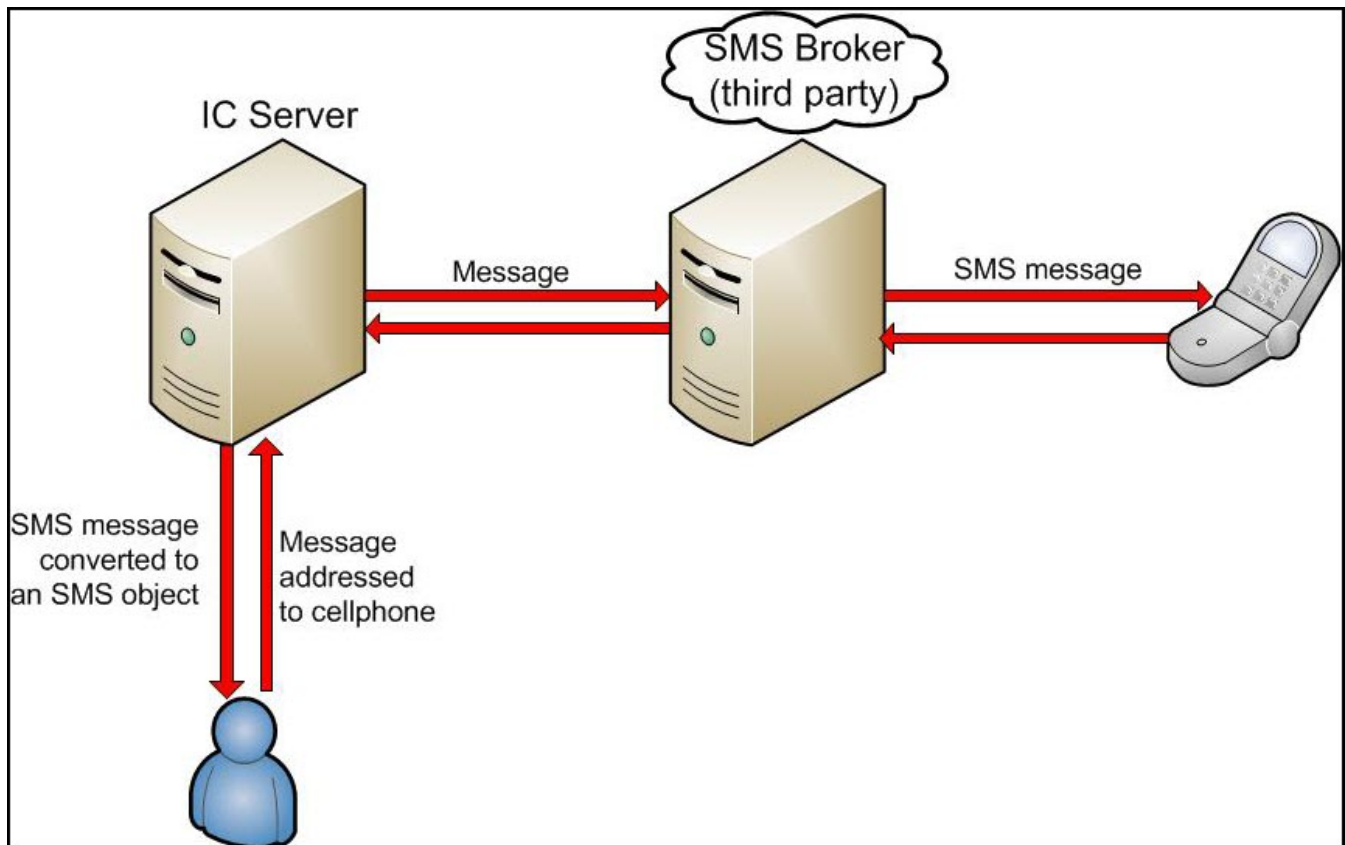 SMS Broker
(third party)
IC Server
Message
SMS message
SMS message
converted to
an SMS object
Message
addressed
to cellphone